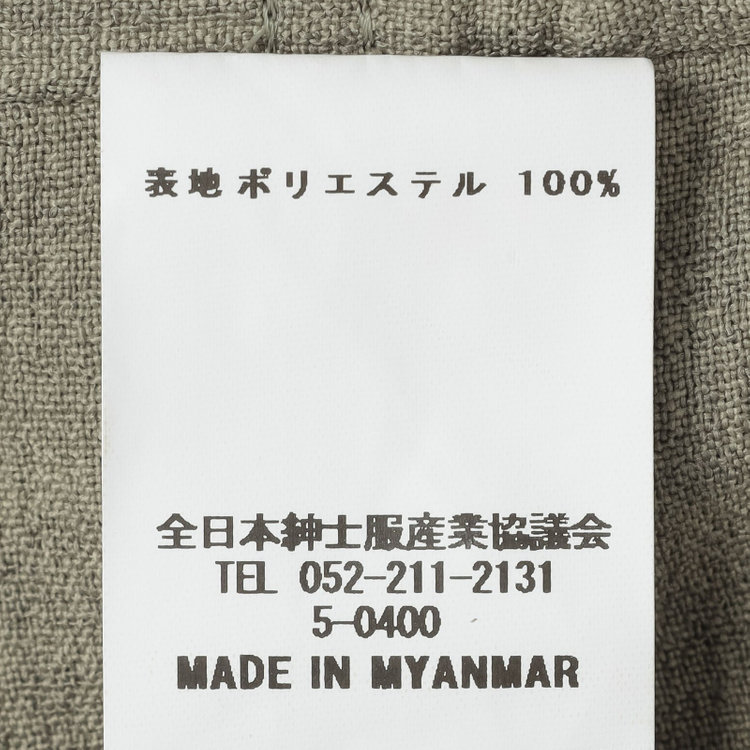 表地 ポリエステル 100%
全日本紳士服産業協議会
TEL 052-211-2131
5-0400
MADE IN MYANMAR